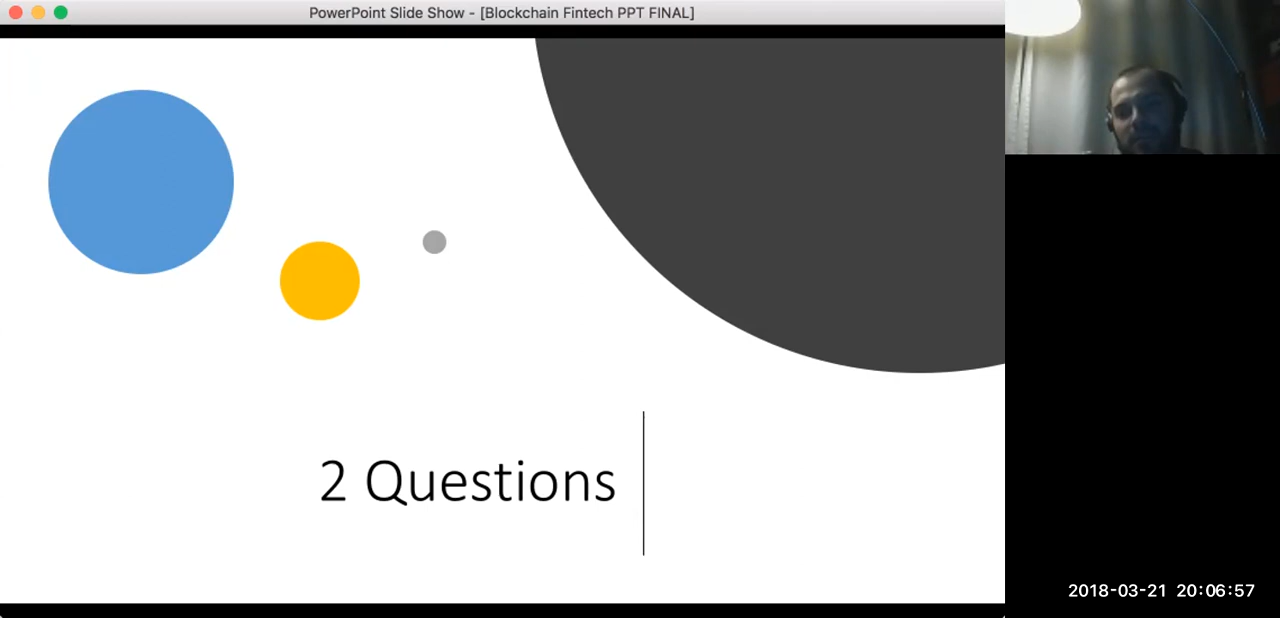 PowerPoint Slide Show - [Blockchain Fintech PPT FINAL]
2 Questions
2018-03-21 20:06:57